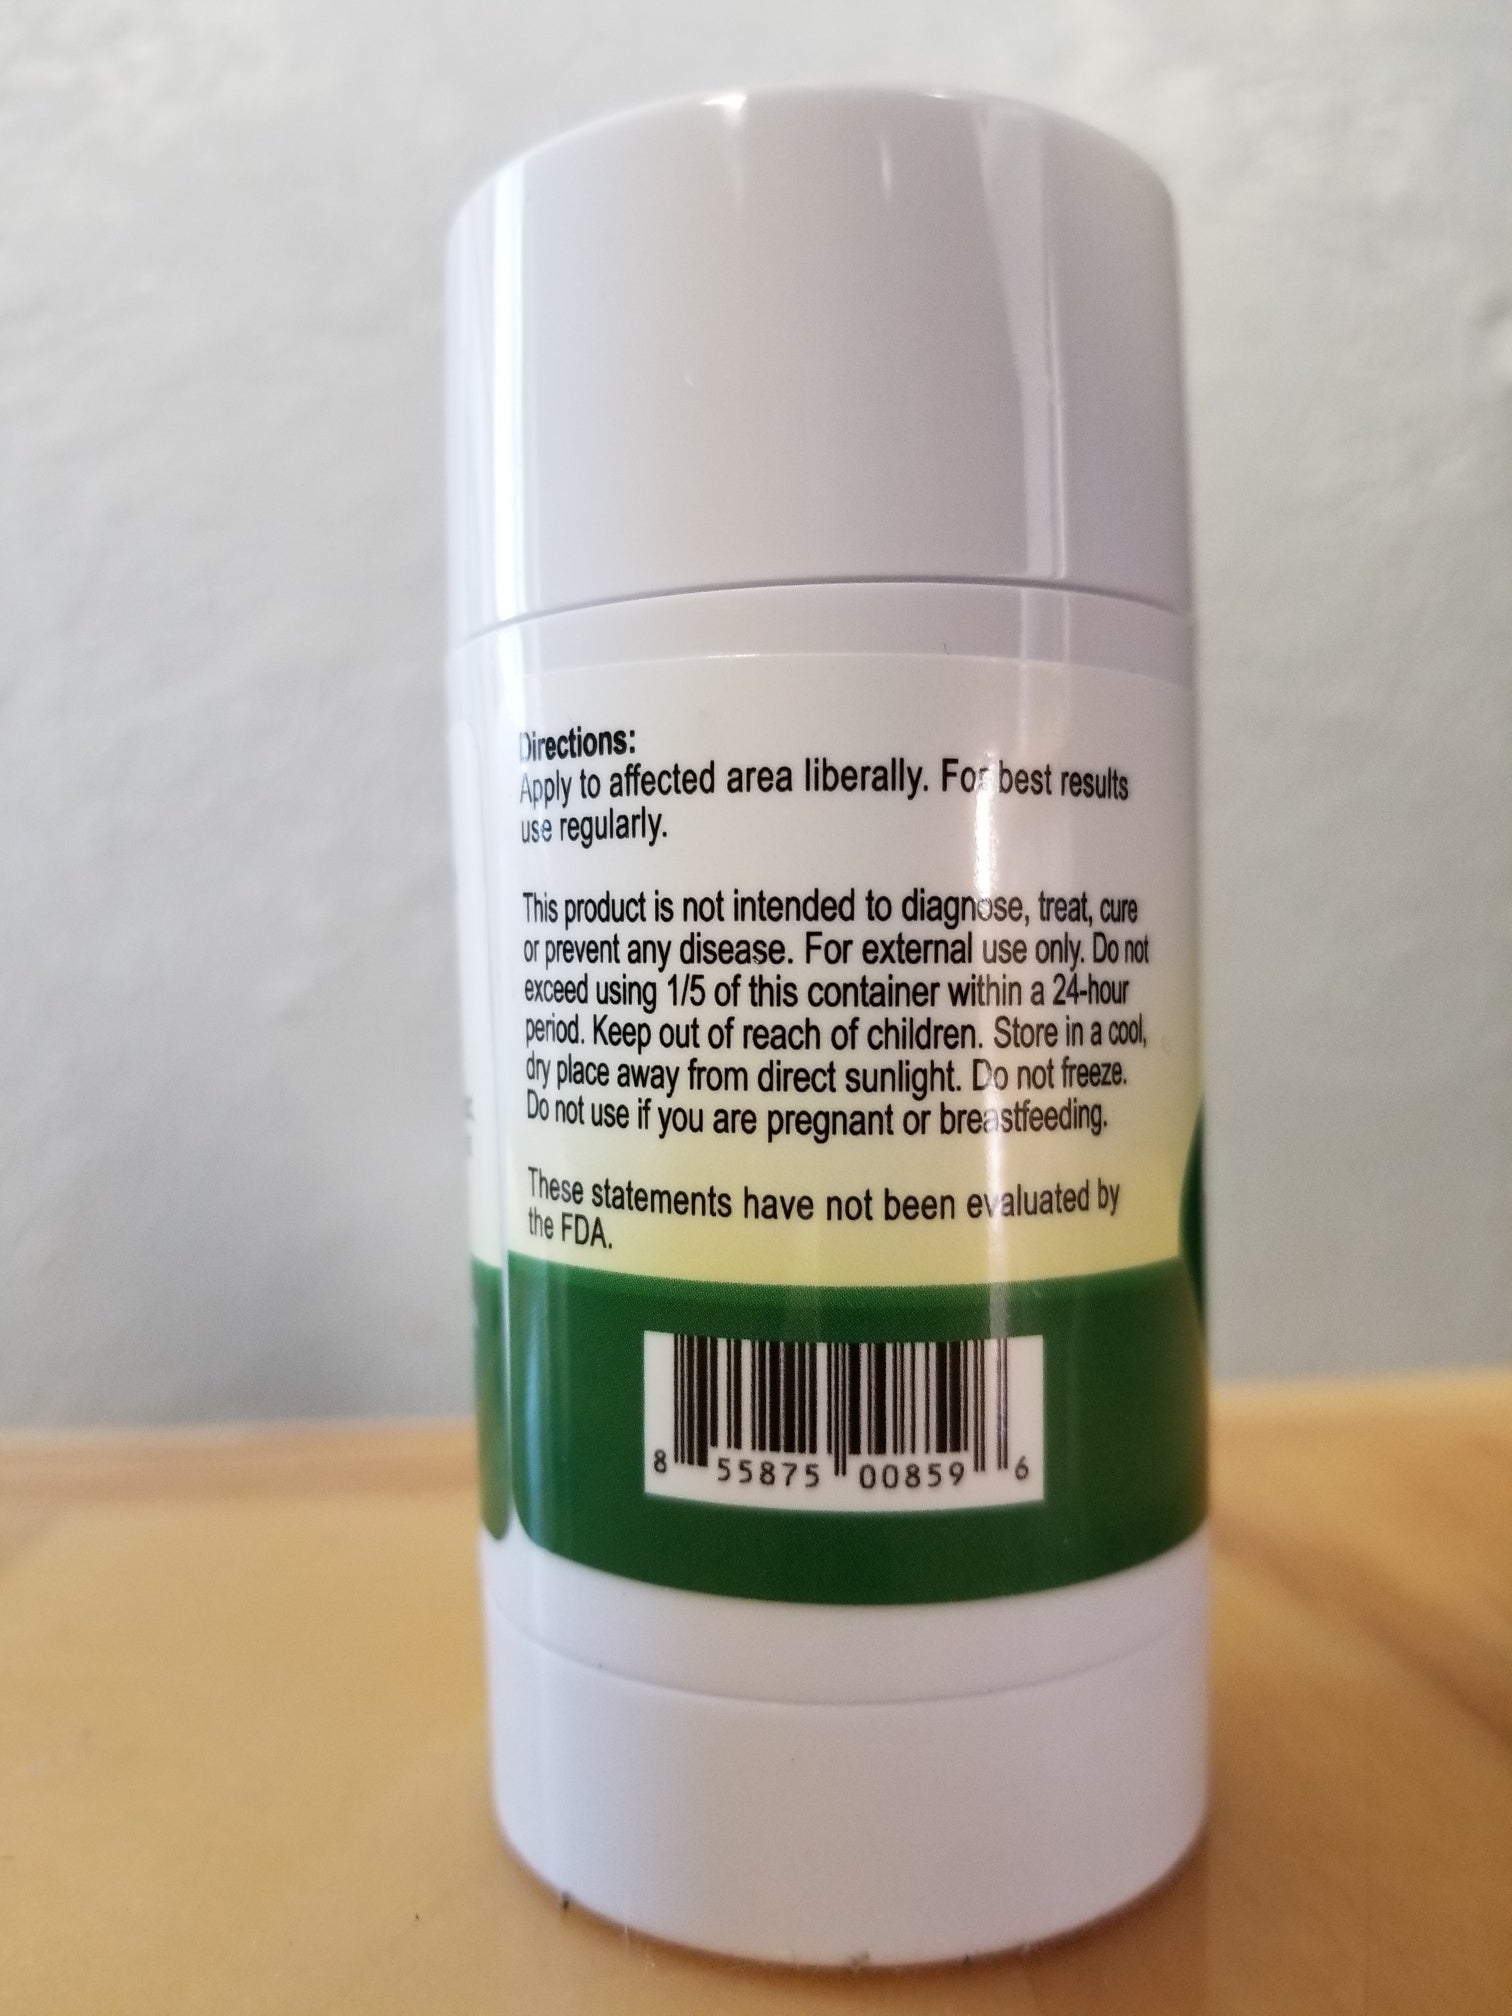 Directions:
Apply to affected area liberally. For best results
use regularly.
This product is not intended to diagnose, treat, cure
or prevent any disease. For external use only. Do not
exceed using 1/5 of this container within a 24-hour
period. Keep out of reach of children. Store in a cool,
dry place away from direct sunlight. Do not freeze.
Do not use if you are pregnant or breastfeeding.
These statements have not been evaluated by
the FDA.
8 55875 00859 6